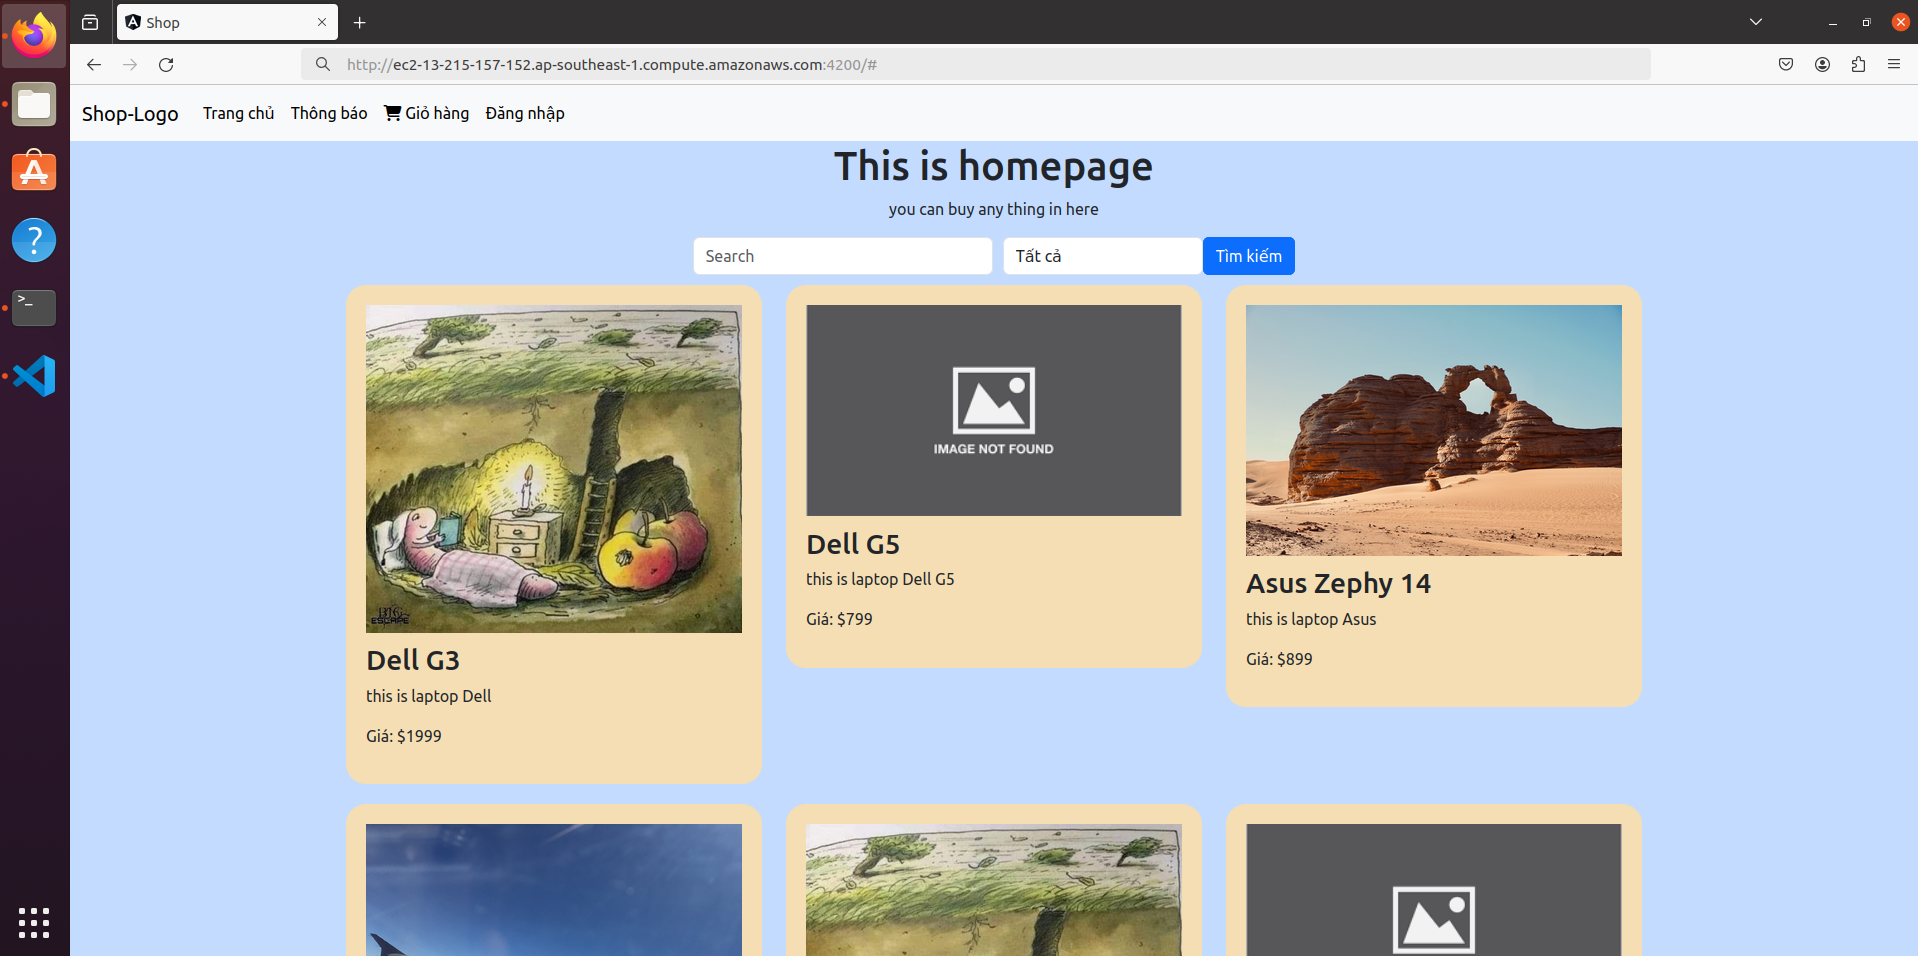 Shop
http://ec2-13-215-157-152.ap-southeast-1.compute.amazonaws.com:4200/#
Shop-Logo Trang chủ Thông báo Giỏ hàng Đăng nhập
This is homepage
you can buy any thing in here
Search Tất cả Tìm kiếm
BIG
ESCAPE
Dell G3
this is laptop Dell
Giá: $1999
IMAGE NOT FOUND
Dell G5
this is laptop Dell G5
Giá: $799
Asus Zephy 14
this is laptop Asus
Giá: $899